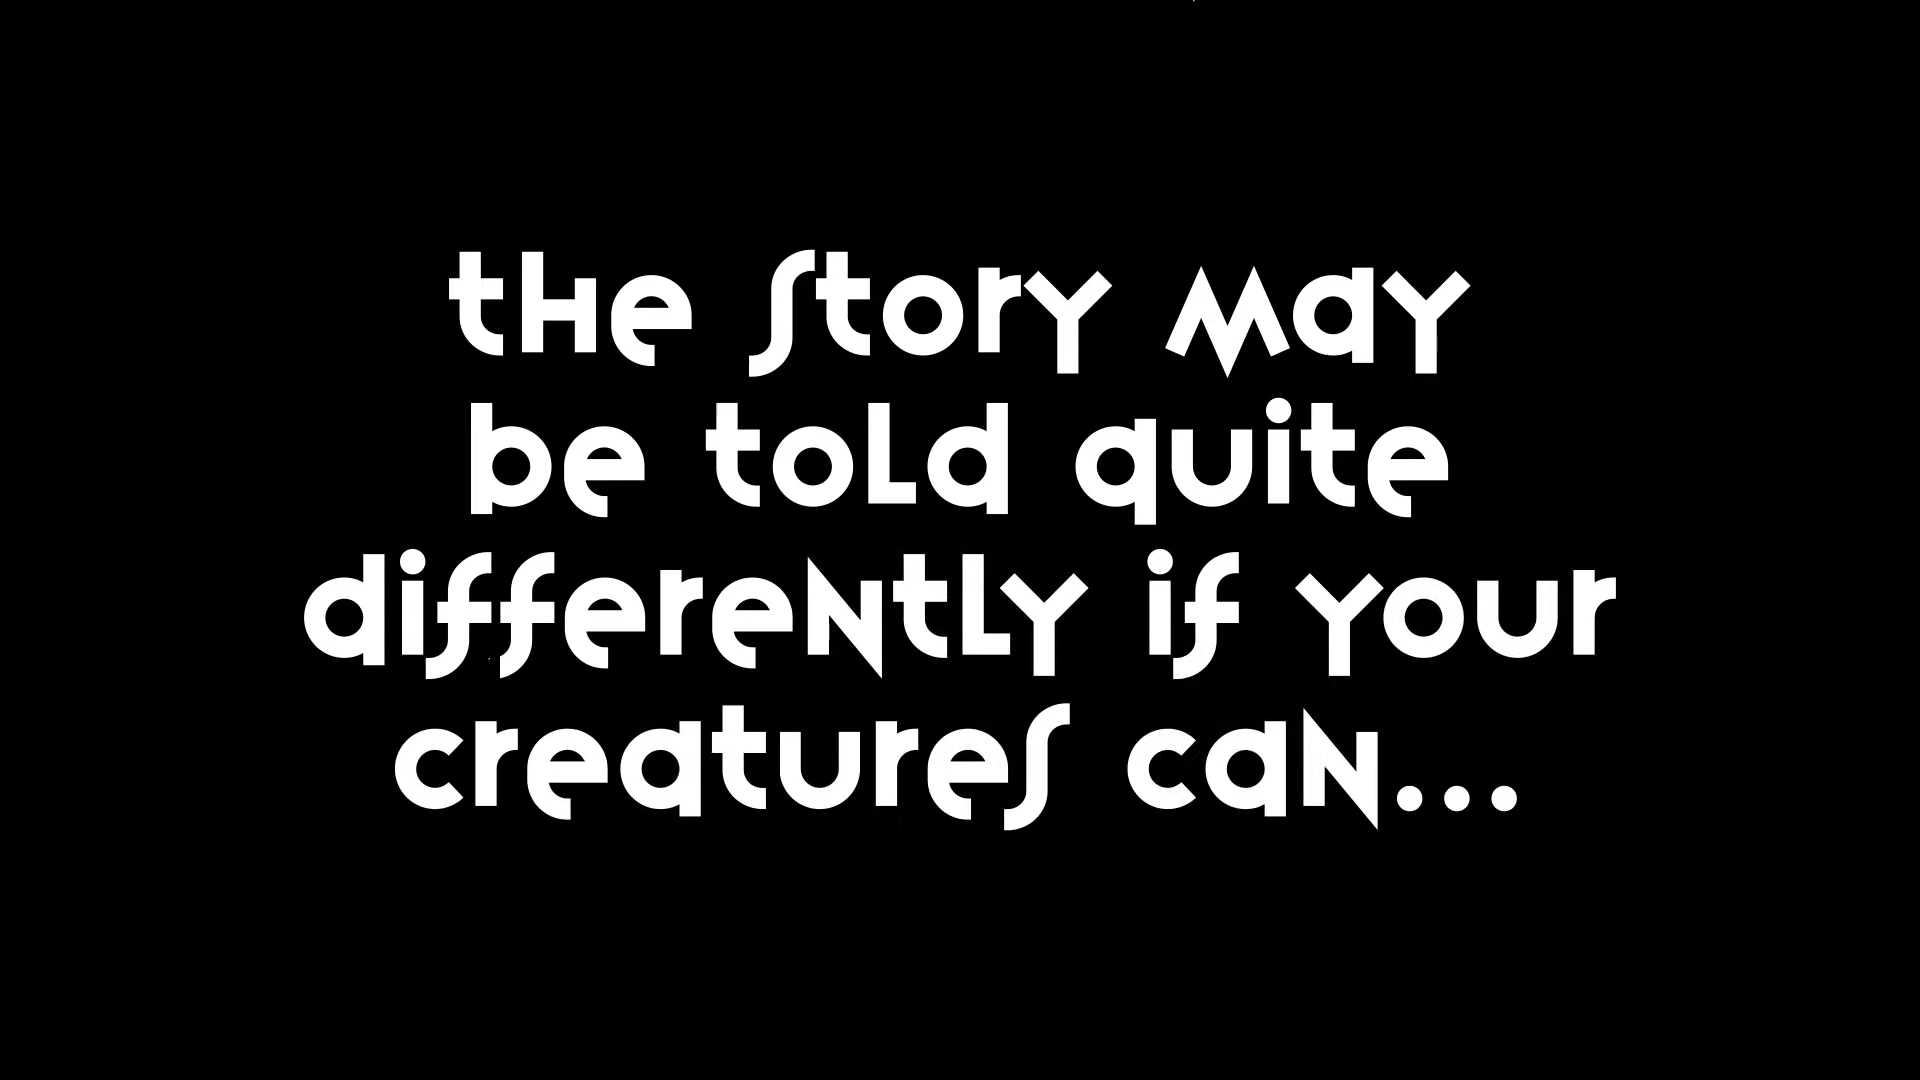 the story may
be told quite
differently if your
creatures can...